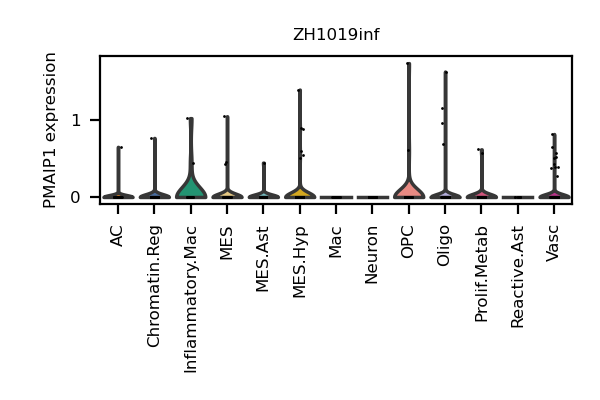 ZH1019inf
PMAIP1 expression
1
0
AC
Chromatin.Reg
Inflammatory.Mac
MES
MES.Ast
MES.Hyp
Mac
Neuron
OPC
Oligo
Prolif.Metab
Reactive.Ast
Vasc